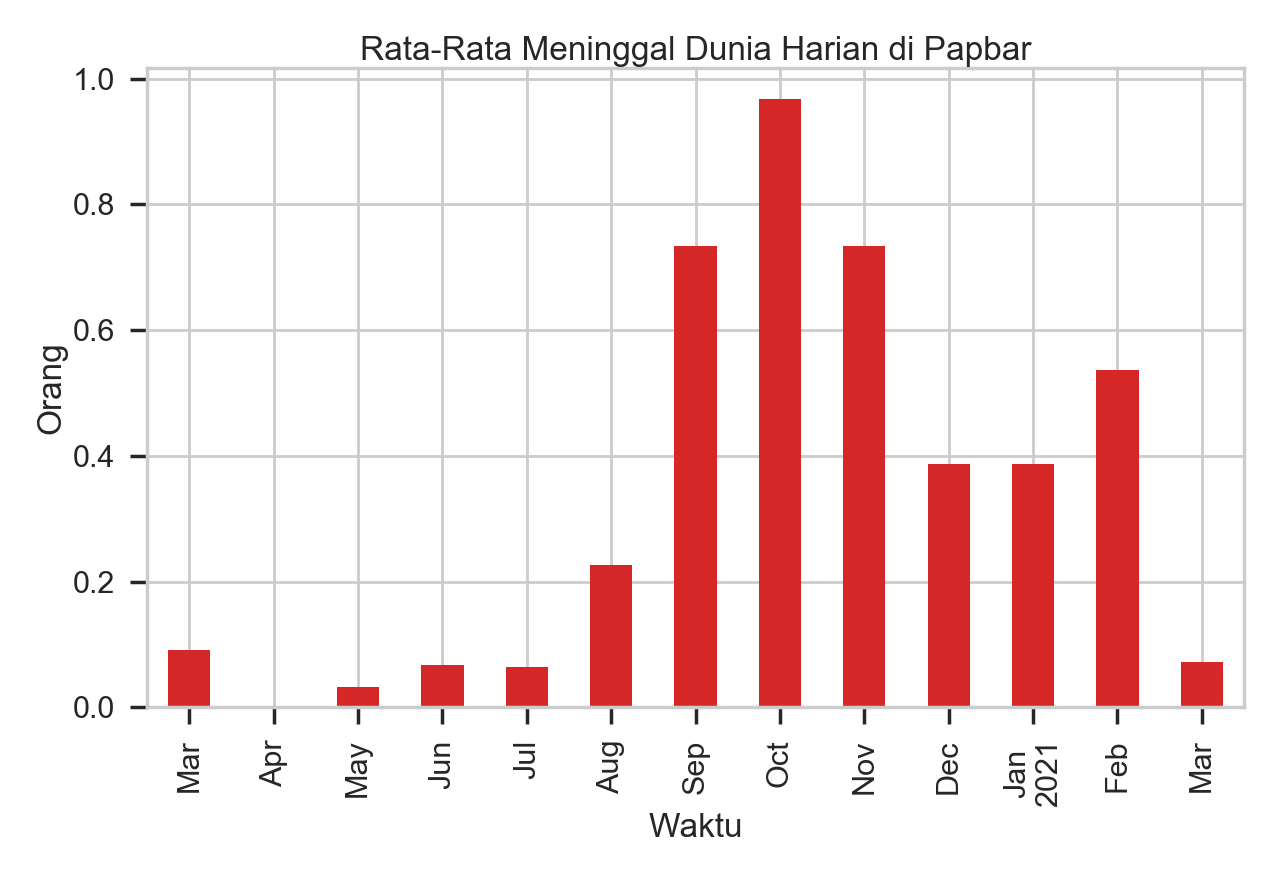 Rata-Rata Meninggal Dunia Harian di Papbar
1.0
0.8
0.6
0.4
0.2
0.0
Orang
Mar
Apr
May
Jun
Jul
Aug
Sep
Oct
Nov
Dec
Jan
2021
Feb
Mar
Waktu